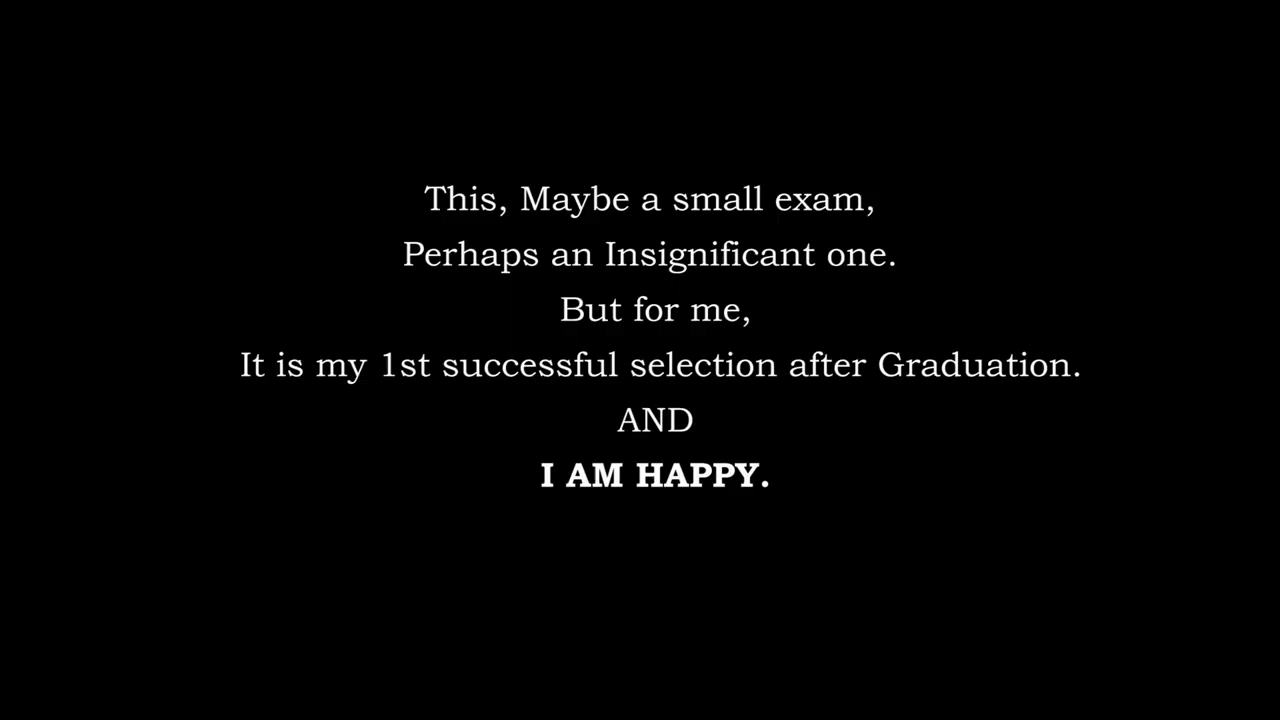 This, Maybe a small exam,
Perhaps an Insignificant one.
But for me,
It is my 1st successful selection after Graduation.
AND
I AM HAPPY.